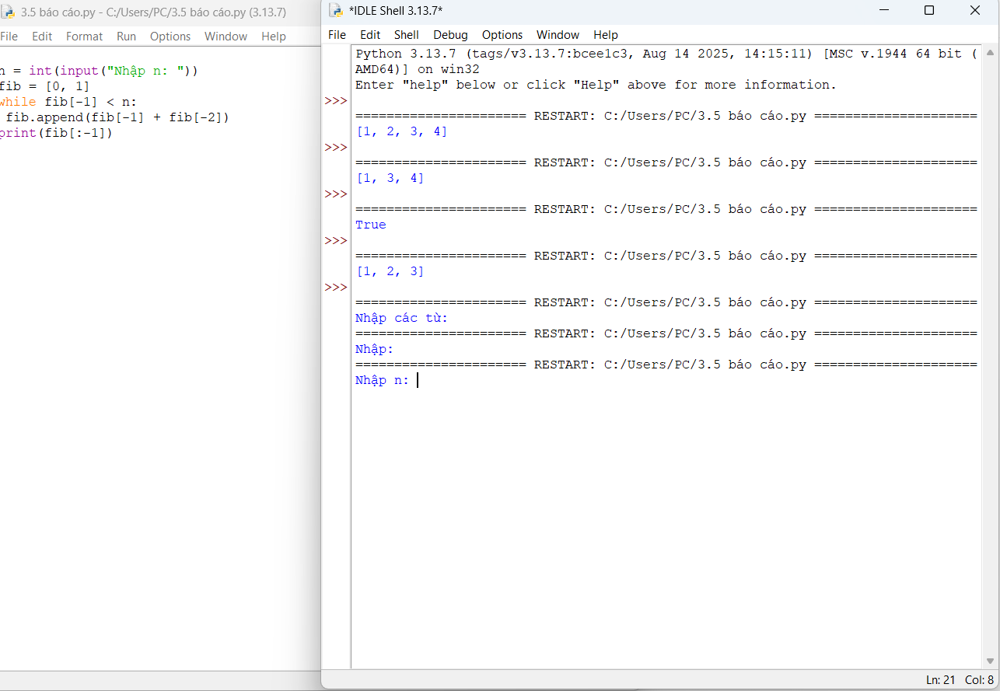 3.5 báo cáo.py - C:/Users/PC/3.5 báo cáo.py (3.13.7)
File Edit Format Run Options Window Help
n = int(input("Nhập n: "))
fib = [0, 1]
while fib[-1] < n:
 fib.append(fib[-1] + fib[-2])
print(fib[:-1])
*IDLE Shell 3.13.7*
File Edit Shell Debug Options Window Help
Python 3.13.7 (tags/v3.13.7:bcee1c3, Aug 14 2025, 14:15:11) [MSC v.1944 64 bit (
AMD64)] on win32
Enter "help" below or click "Help" above for more information.
>>>
====================== RESTART: C:/Users/PC/3.5 báo cáo.py =====================
[1, 2, 3, 4]
>>>
====================== RESTART: C:/Users/PC/3.5 báo cáo.py =====================
[1, 3, 4]
>>>
====================== RESTART: C:/Users/PC/3.5 báo cáo.py =====================
True
>>>
====================== RESTART: C:/Users/PC/3.5 báo cáo.py =====================
[1, 2, 3]
>>>
====================== RESTART: C:/Users/PC/3.5 báo cáo.py =====================
Nhập các từ:
====================== RESTART: C:/Users/PC/3.5 báo cáo.py =====================
Nhập:
====================== RESTART: C:/Users/PC/3.5 báo cáo.py =====================
Nhập n:
Ln: 21 Col: 8